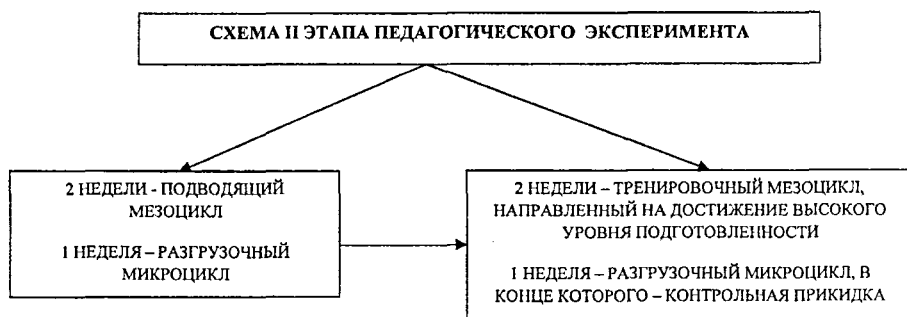 СХЕМА II ЭТАПА ПЕДАГОГИЧЕСКОГО ЭКСПЕРИМЕНТА
2 НЕДЕЛИ - ПОДВОДЯЩИЙ
МЕЗОЦИКЛ
1 НЕДЕЛЯ – РАЗГРУЗОЧНЫЙ
МИКРОЦИКЛ
2 НЕДЕЛИ – ТРЕНИРОВОЧНЫЙ МЕЗОЦИКЛ,
НАПРАВЛЕННЫЙ НА ДОСТИЖЕНИЕ ВЫСОКОГО
УРОВНЯ ПОДГОТОВЛЕННОСТИ
1 НЕДЕЛЯ – РАЗГРУЗОЧНЫЙ МИКРОЦИКЛ, В
КОНЦЕ КОТОРОГО – КОНТРОЛЬНАЯ ПРИКИДКА